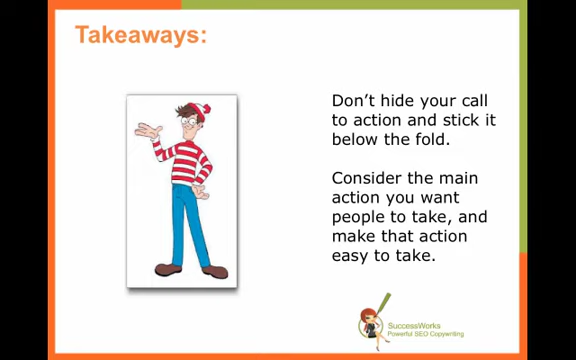 Takeaways:
Don't hide your call
to action and stick it
below the fold.
Consider the main
action you want
people to take, and
make that action
easy to take.
SuccessWorks
Powerful SEO Copywriting